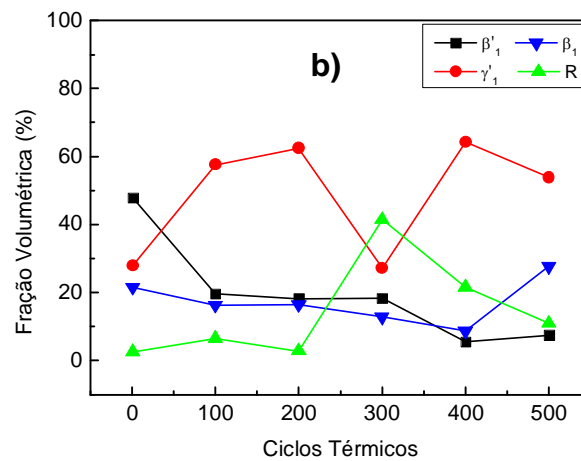 100
80
60
40
20
0
Fração Volumétrica (%)
b)
β'1 β1
γ'1 R
0 100 200 300 400 500
Ciclos Térmicos